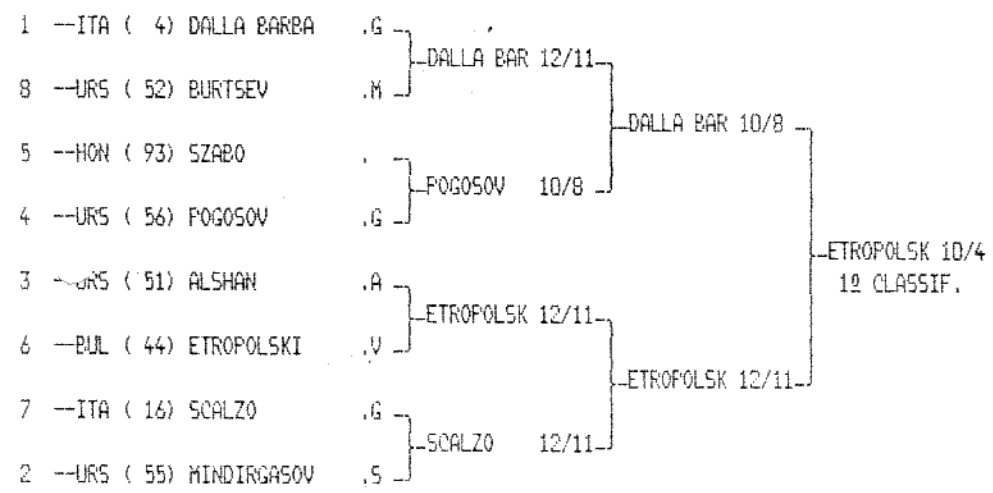 1 --ITA ( 4) DALLA BARBA .G
DALLA BAR 12/11
8 --URS ( 52) BURTSEV .M
DALLA BAR 10/8
5 --HON ( 93) SZABO .
POGOSOV 10/8
4 --URS ( 56) POGOSOV .G
ETROPOLSK 10/4
1º CLASSIF.
3 --URS ( 51) ALSHAN .A
ETROPOLSK 12/11
6 --BUL ( 44) ETROPOLSKI .V
ETROPOLSK 12/11
7 --ITA ( 16) SCALZO .G
SCALZO 12/11
2 --URS ( 55) MINDIRGASOV .S